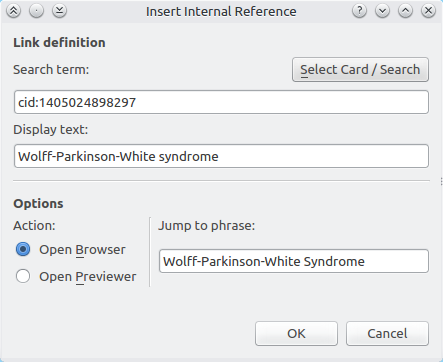 Insert Internal Reference
Link definition
Search term:
Select Card / Search
cid:1405024898297
Display text:
Wolff-Parkinson-White syndrome
Options
Action:
Jump to phrase:
Open Browser
Wolff-Parkinson-White Syndrome
Open Previewer
OK
Cancel